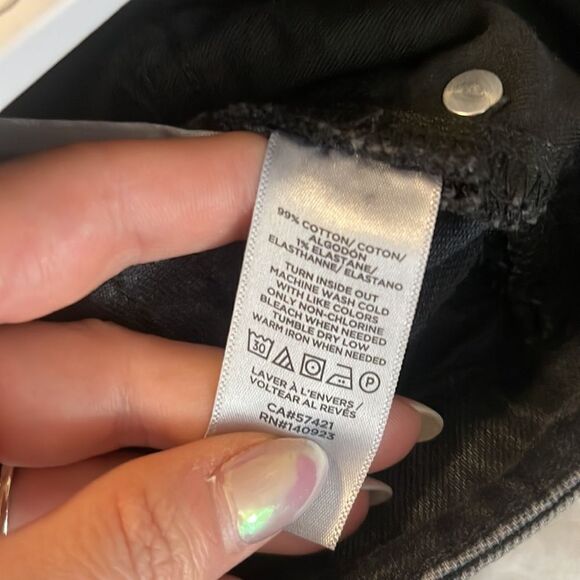 99% COTTON/ COTON/
ALGODÓN
1% ELASTANE/
ELASTHANNE/ ELASTANO
TURN INSIDE OUT
MACHINE WASH COLD
WITH LIKE COLORS
ONLY NON-CHLORINE
BLEACH WHEN NEEDED
TUMBLE DRY LOW
WARM IRON WHEN NEEDED
30 P
LAVER À L'ENVERS/
VOLTEAR AL REVÉS
CA#57421
RN#140923